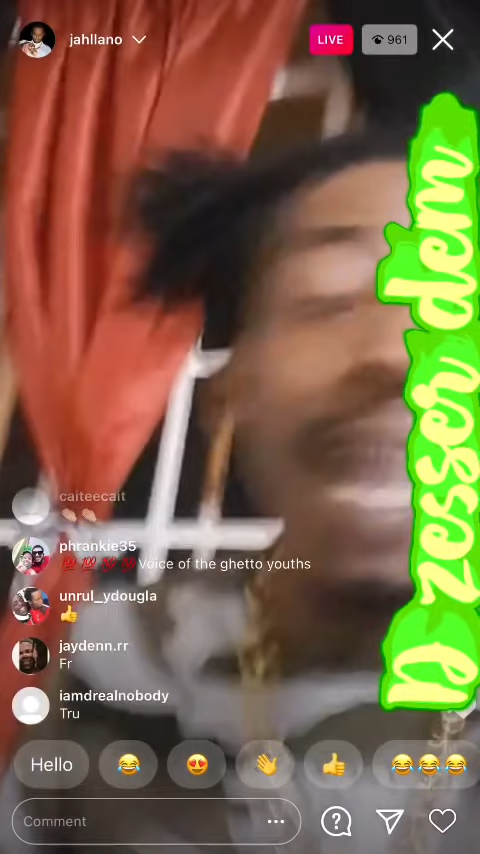 jahllano
LIVE
961
D zesser dem
caiteecait
phrankie35
💯💯💯💯Voice of the ghetto youths
unrul_ydougla
👍
jaydenn.rr
Fr
iamdrealnobody
Tru
Hello
Comment